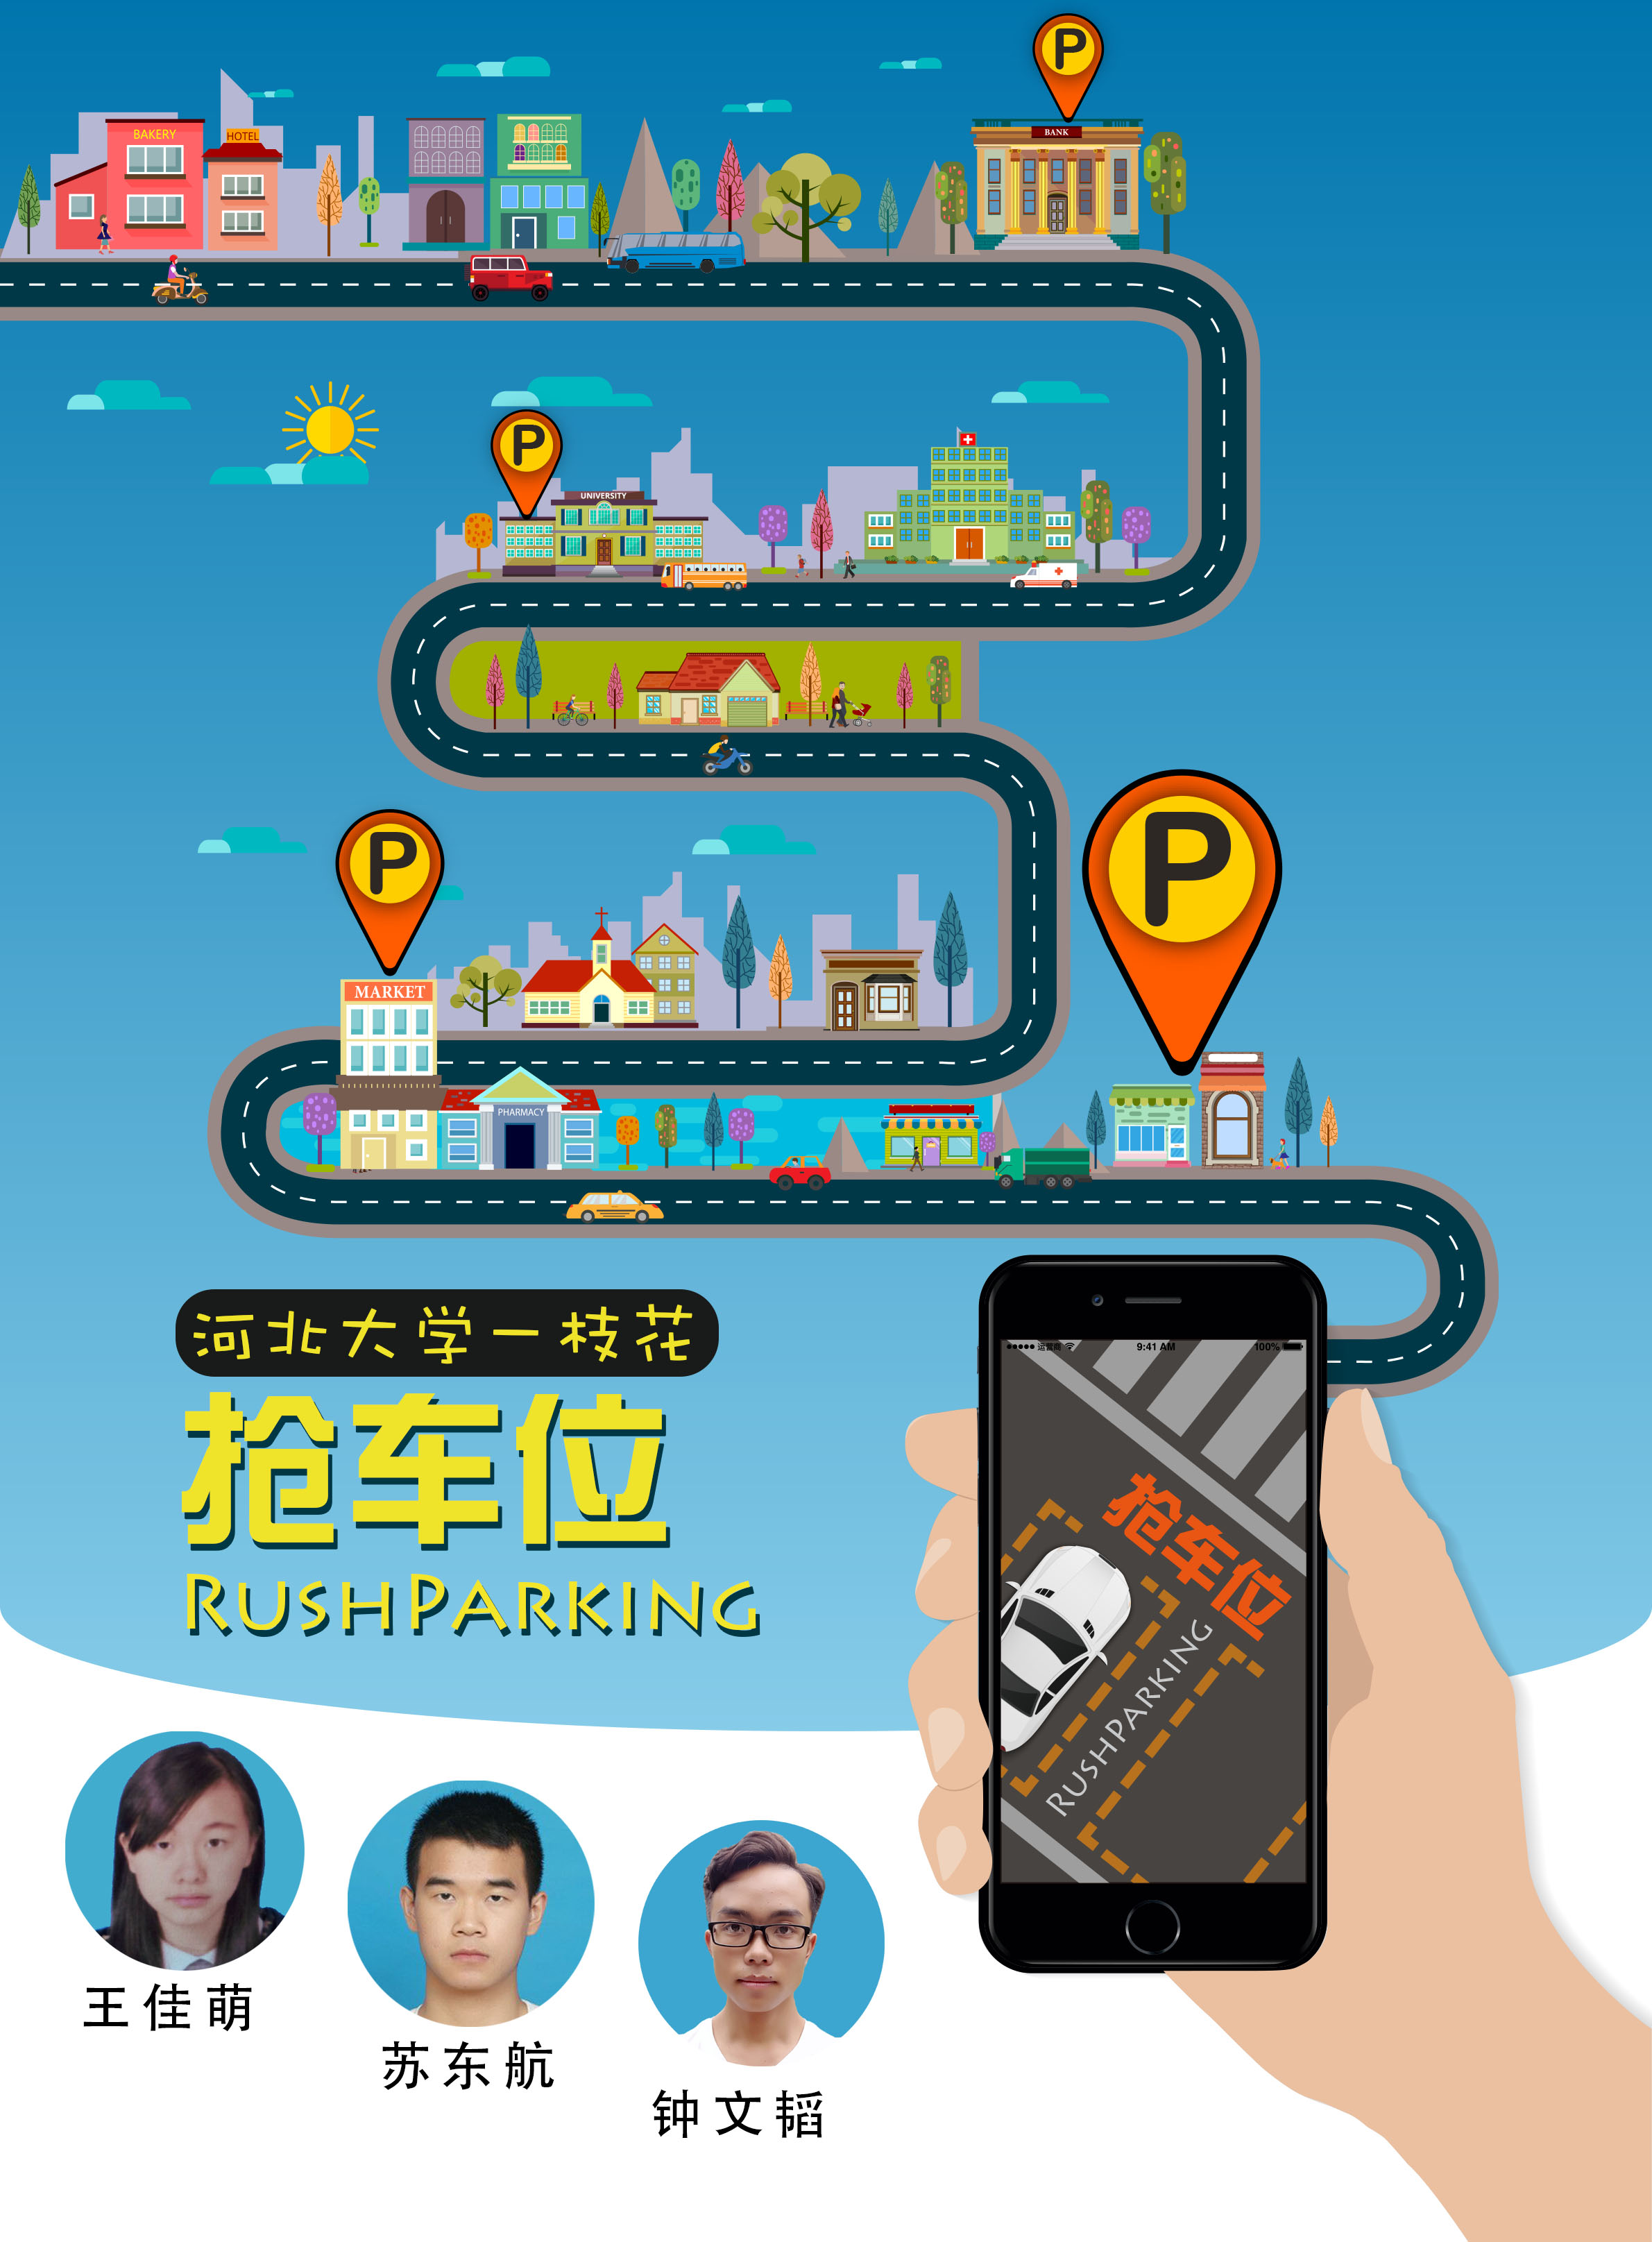 P
BAKERY
HOTEL
BANK
P
UNIVERSITY
P
P
MARKET
PHARMACY
河北大学一枝花
抢车位
RUSHPARKING
运营商 9:41 AM 100%
抢车位
RUSHPARKING
王佳萌
苏东航
钟文韬